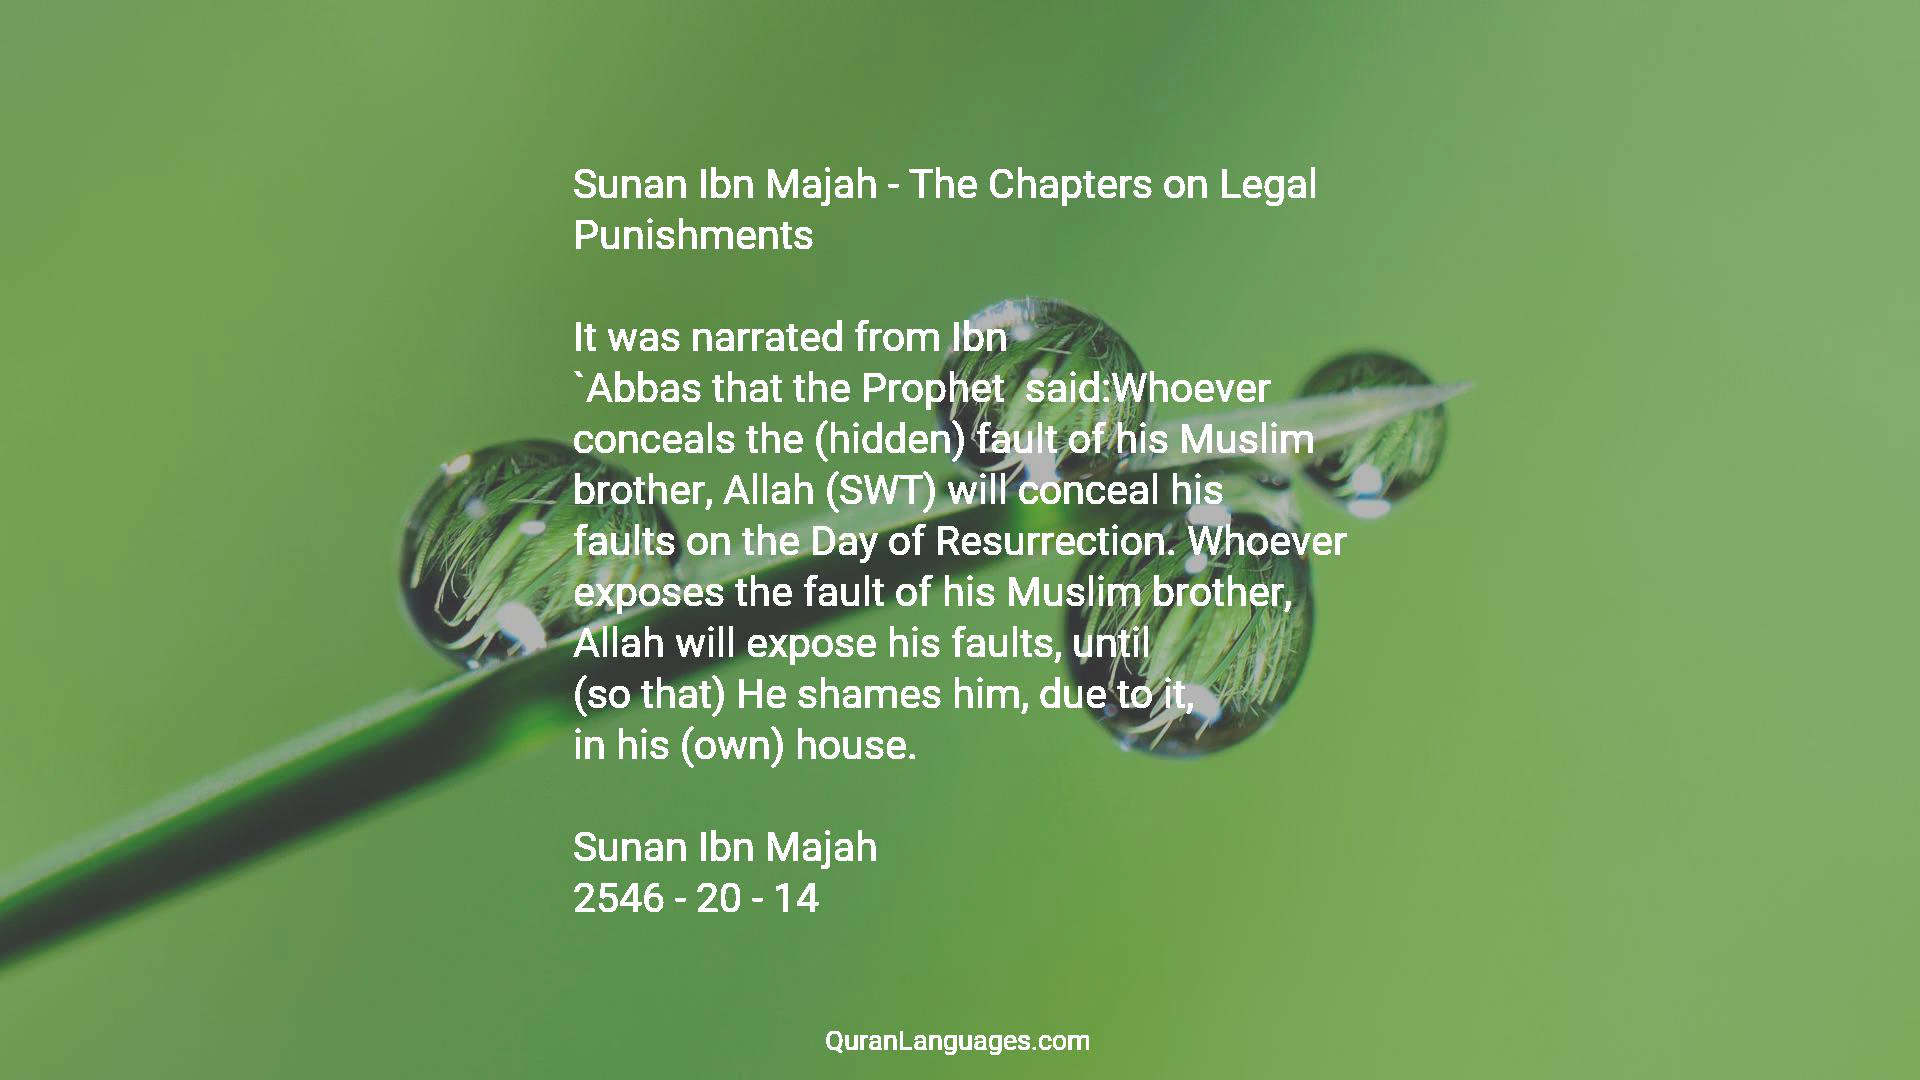 Sunan Ibn Majah - The Chapters on Legal
Punishments
It was narrated from Ibn
`Abbas that the Prophet  said:Whoever
conceals the (hidden) fault of his Muslim
brother, Allah (SWT) will conceal his
faults on the Day of Resurrection. Whoever
exposes the fault of his Muslim brother,
Allah will expose his faults, until
(so that) He shames him, due to it,
in his (own) house.
Sunan Ibn Majah
2546 - 20 - 14
QuranLanguages.com